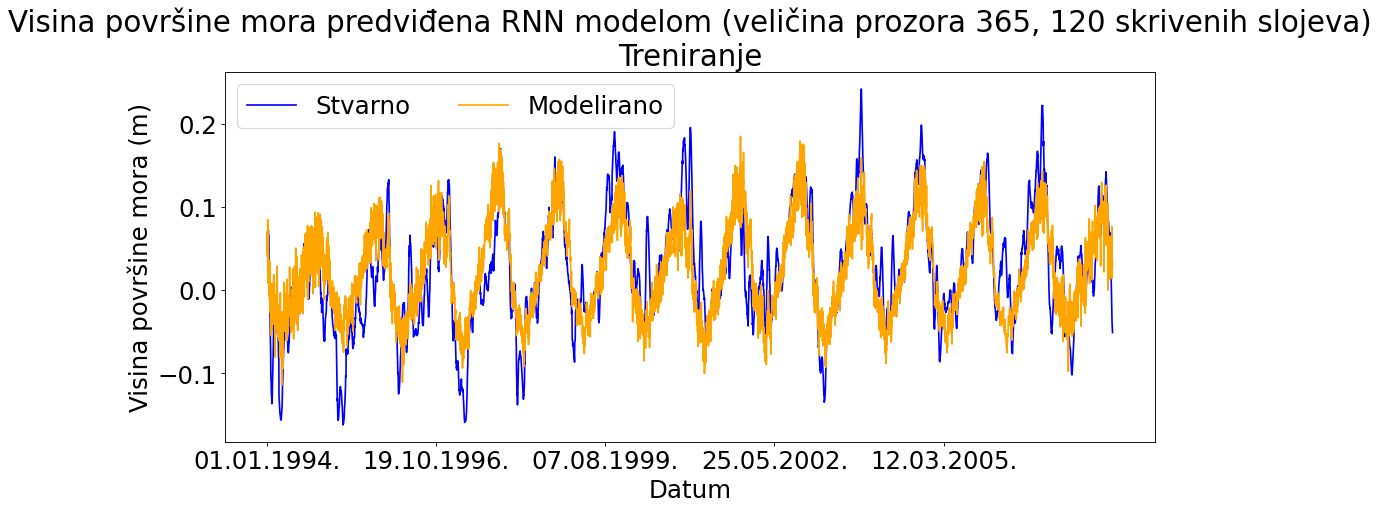 Visina površine mora predviđena RNN modelom (veličina prozora 365, 120 skrivenih slojeva)
Treniranje
Stvarno Modelirano
Visina površine mora (m)
0.2
0.1
0.0
−0.1
01.01.1994. 19.10.1996. 07.08.1999. 25.05.2002. 12.03.2005.
Datum